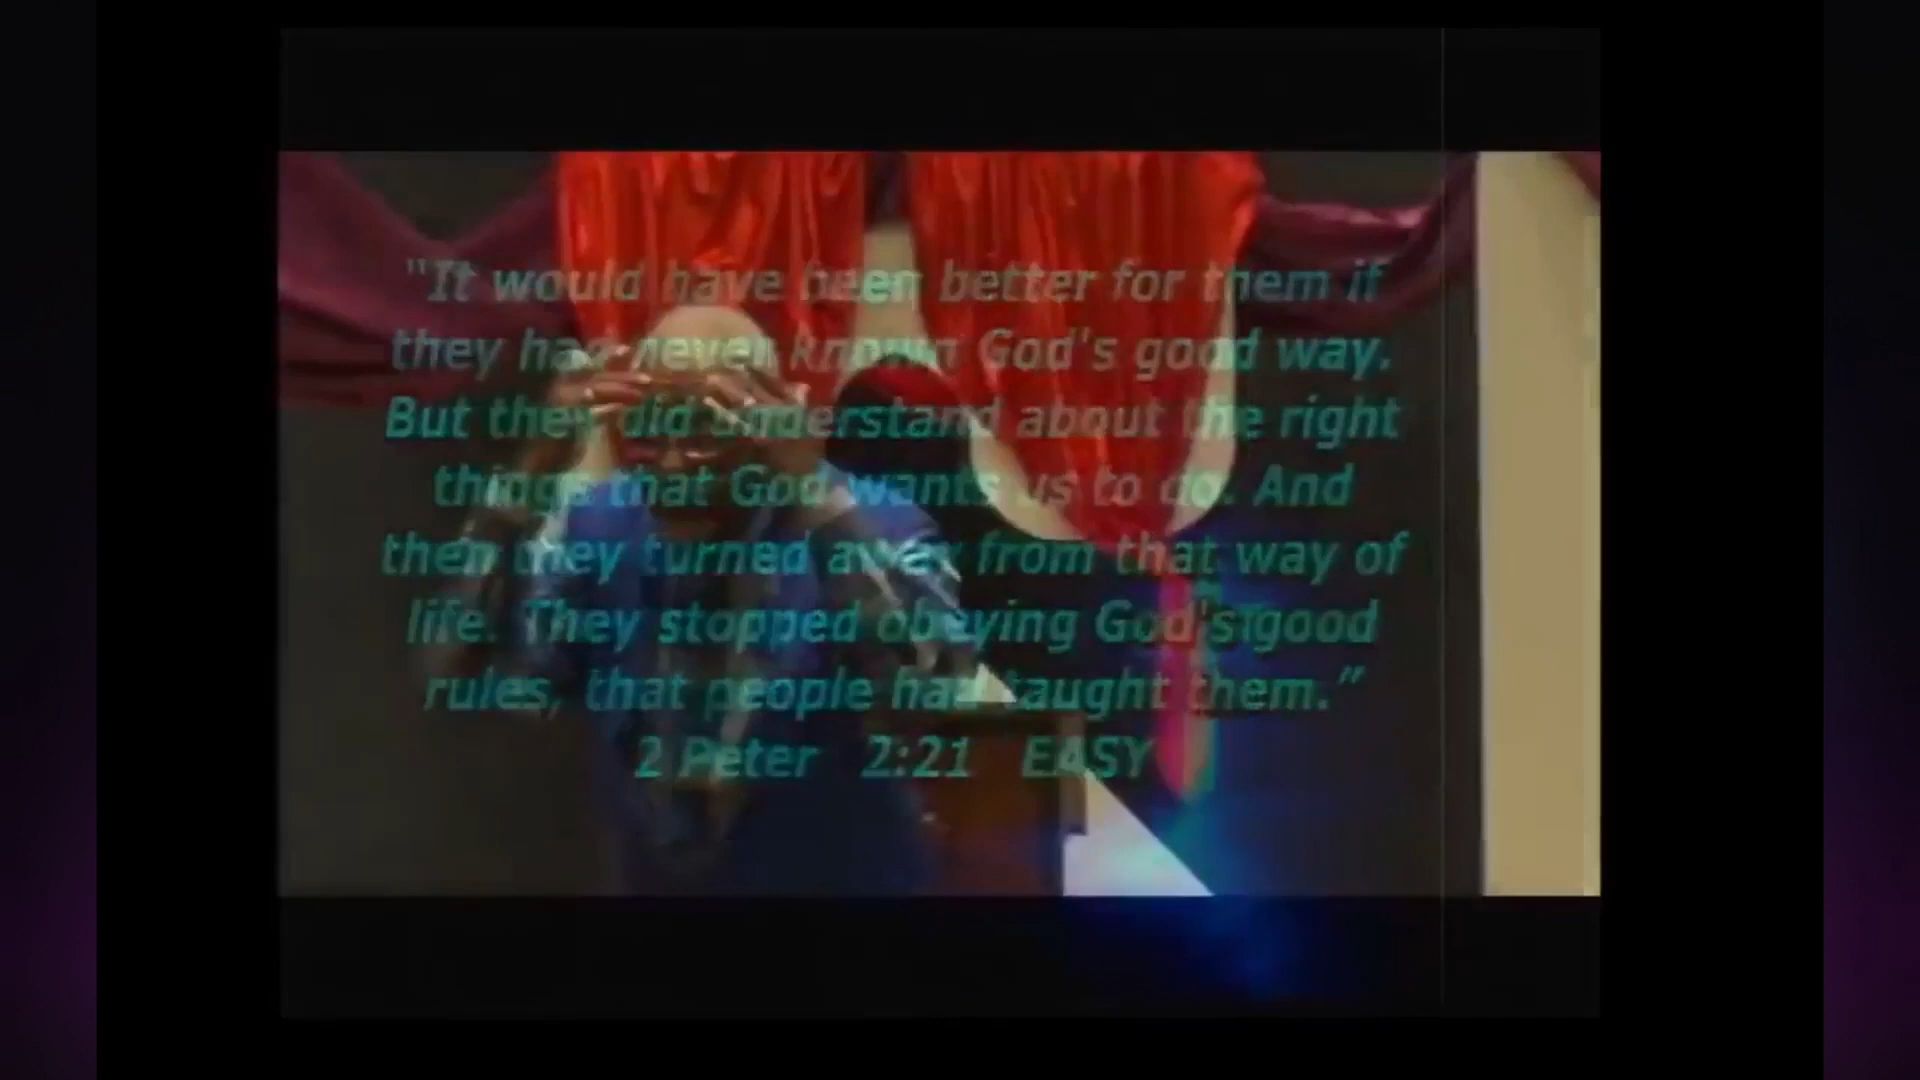 "It would have been better for them if
they had never known God's good way.
But they did understand about the right
things that God wants us to do. And
then they turned away from that way of
life. They stopped obeying God's good
rules, that people had taught them.”
2 Peter 2:21 EASY